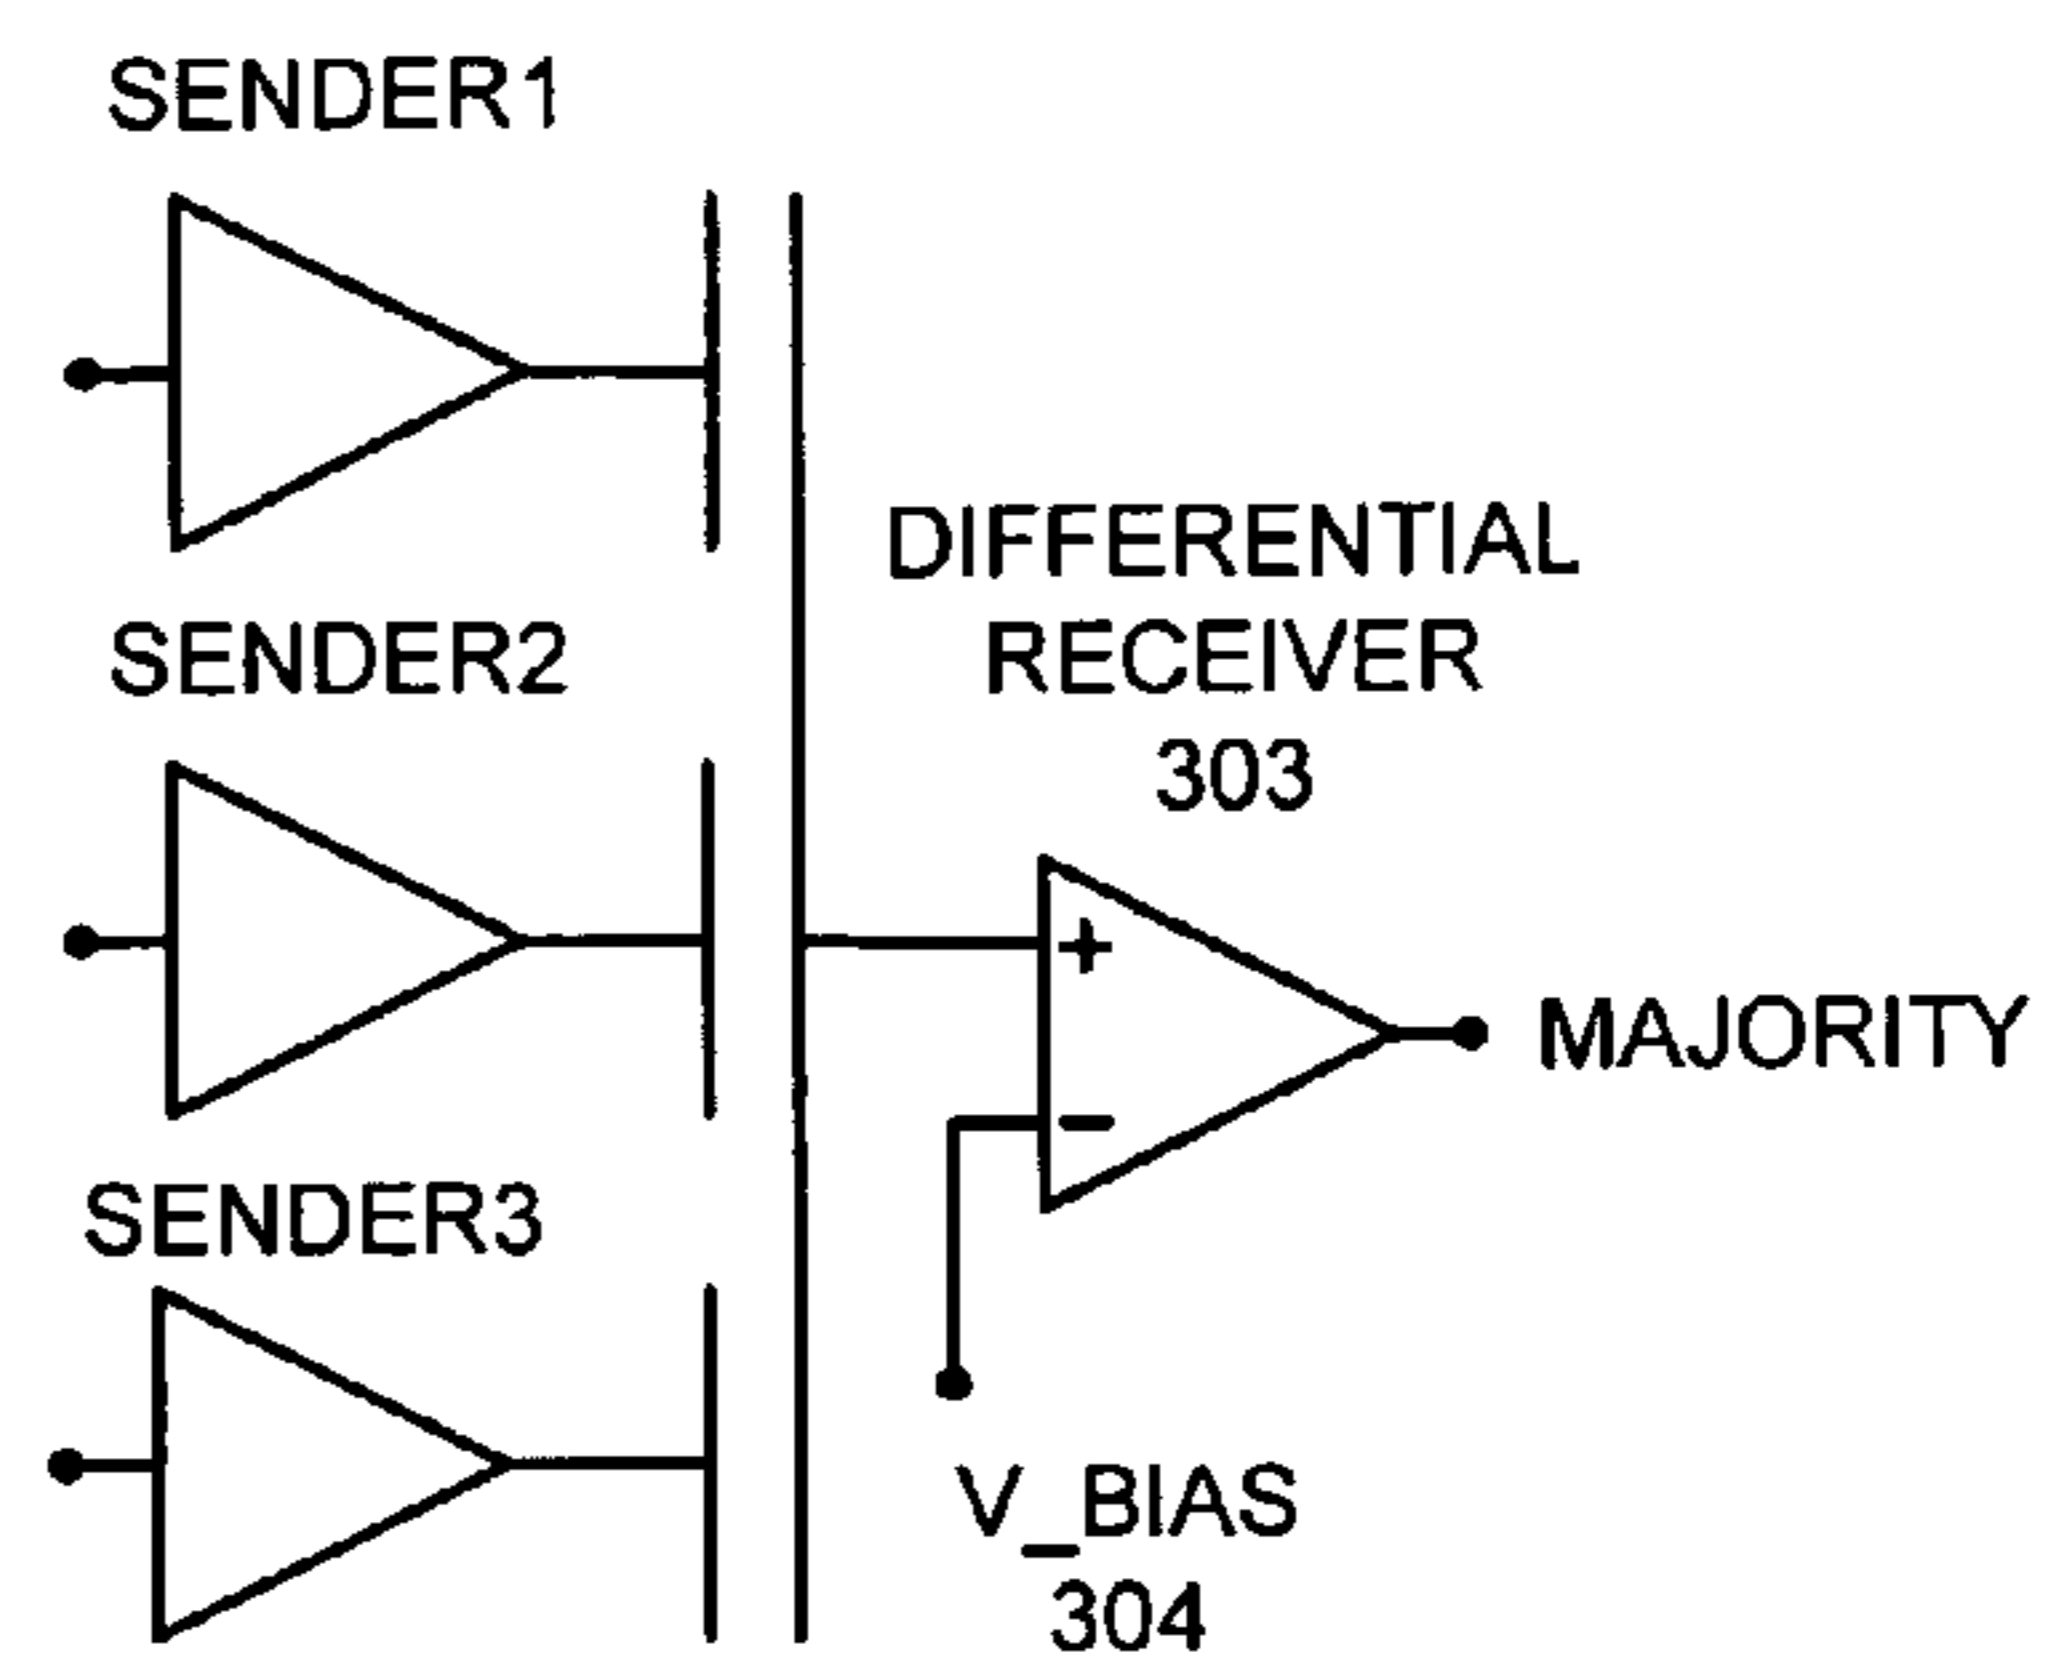 SENDER1
DIFFERENTIAL
RECEIVER
303
SENDER2
+
MAJORITY
−
SENDER3
V_BIAS
304